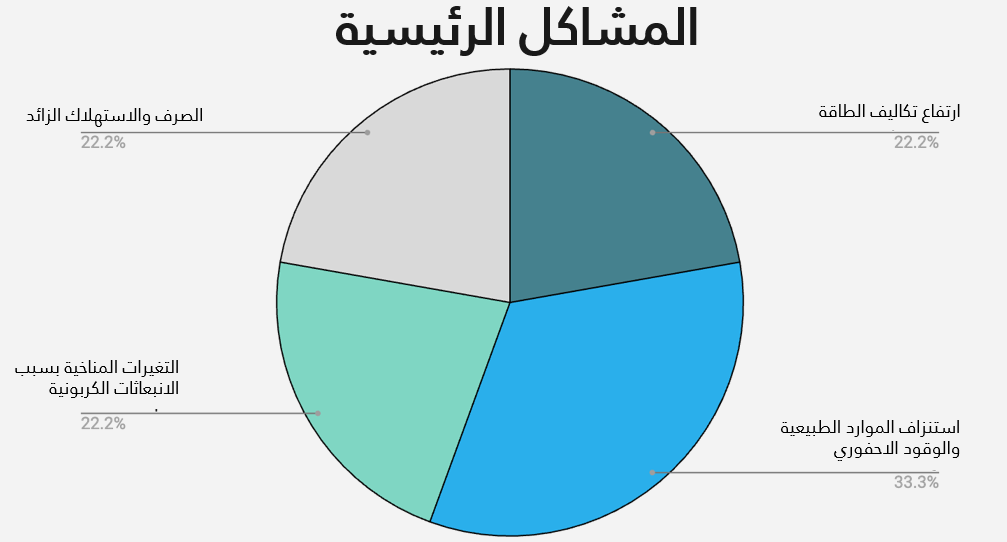 المشاكل الرئيسية
ارتفاع تكاليف الطاقة
22.2%
الصرف والاستهلاك الزائد
22.2%
التغيرات المناخية بسبب
الانبعاثات الكربونية
.
22.2%
استنزاف الموارد الطبيعية
والوقود الاحفوري
33.3%